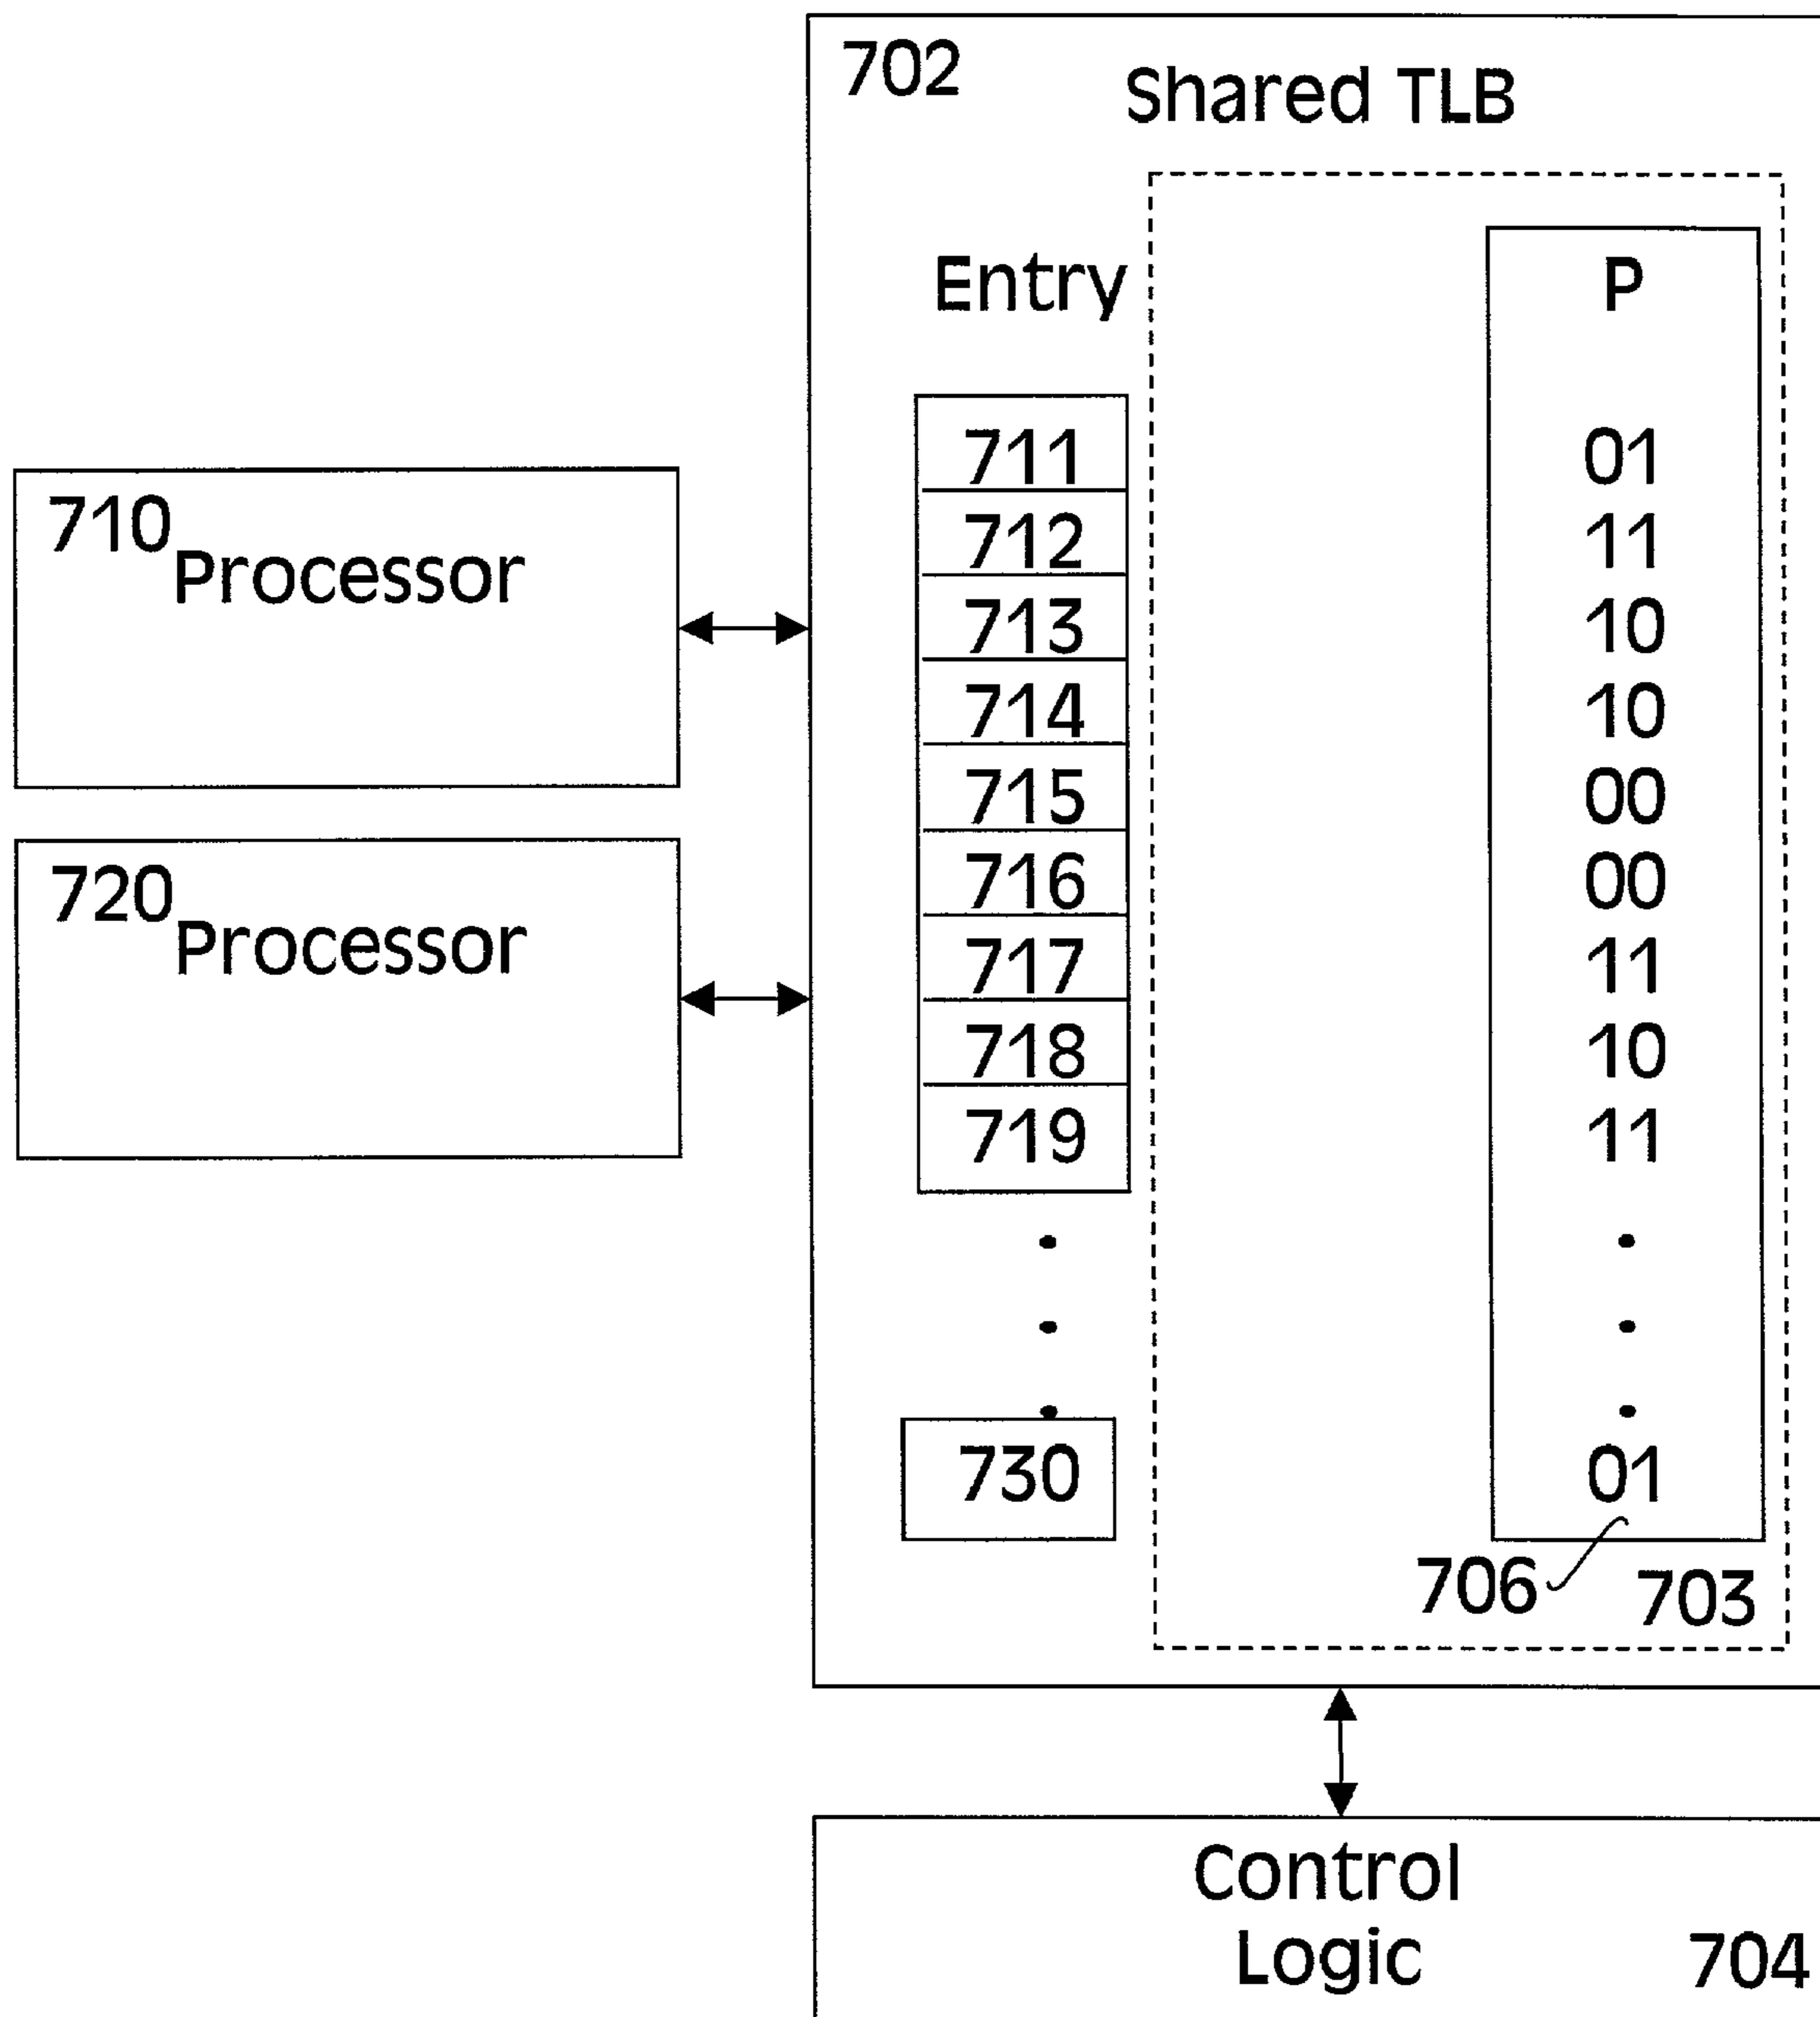 702
Shared TLB
Entry
P
711 01
712 11
713 10
714 10
715 00
716 00
717 11
718 10
719 11
730 01
706
703
710
Processor
720
Processor
Control
Logic
704